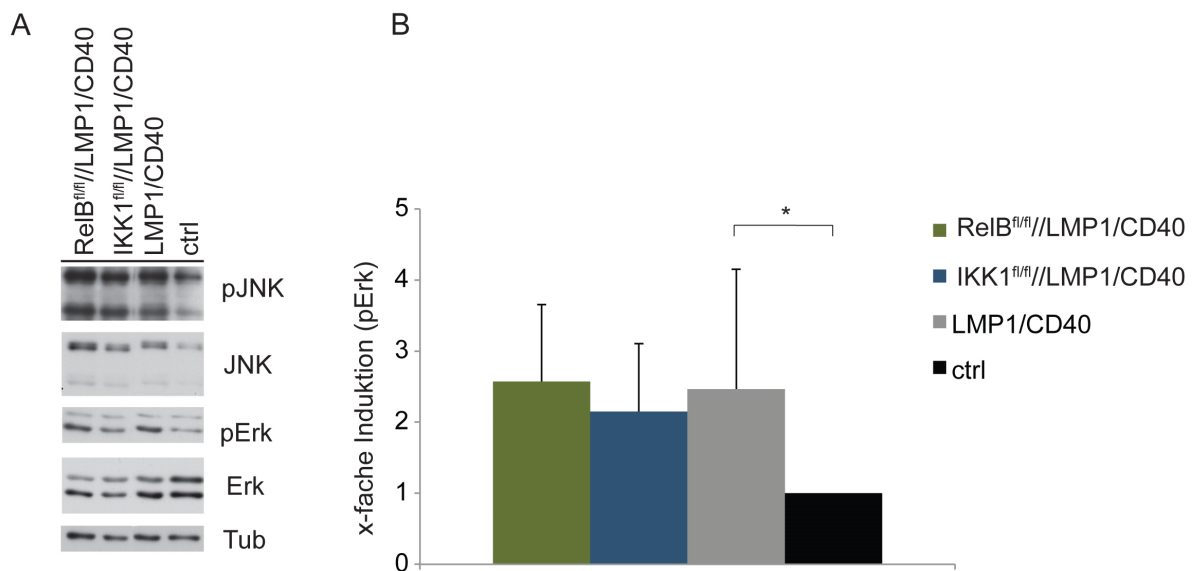 A
RelBfl/fl//LMP1/CD40
IKK1fl/fl//LMP1/CD40
LMP1/CD40
ctrl
pJNK
JNK
pErk
Erk
Tub
B
x-fache Induktion (pErk)
5
4
3
2
1
0
*
RelBfl/fl//LMP1/CD40
IKK1fl/fl//LMP1/CD40
LMP1/CD40
ctrl